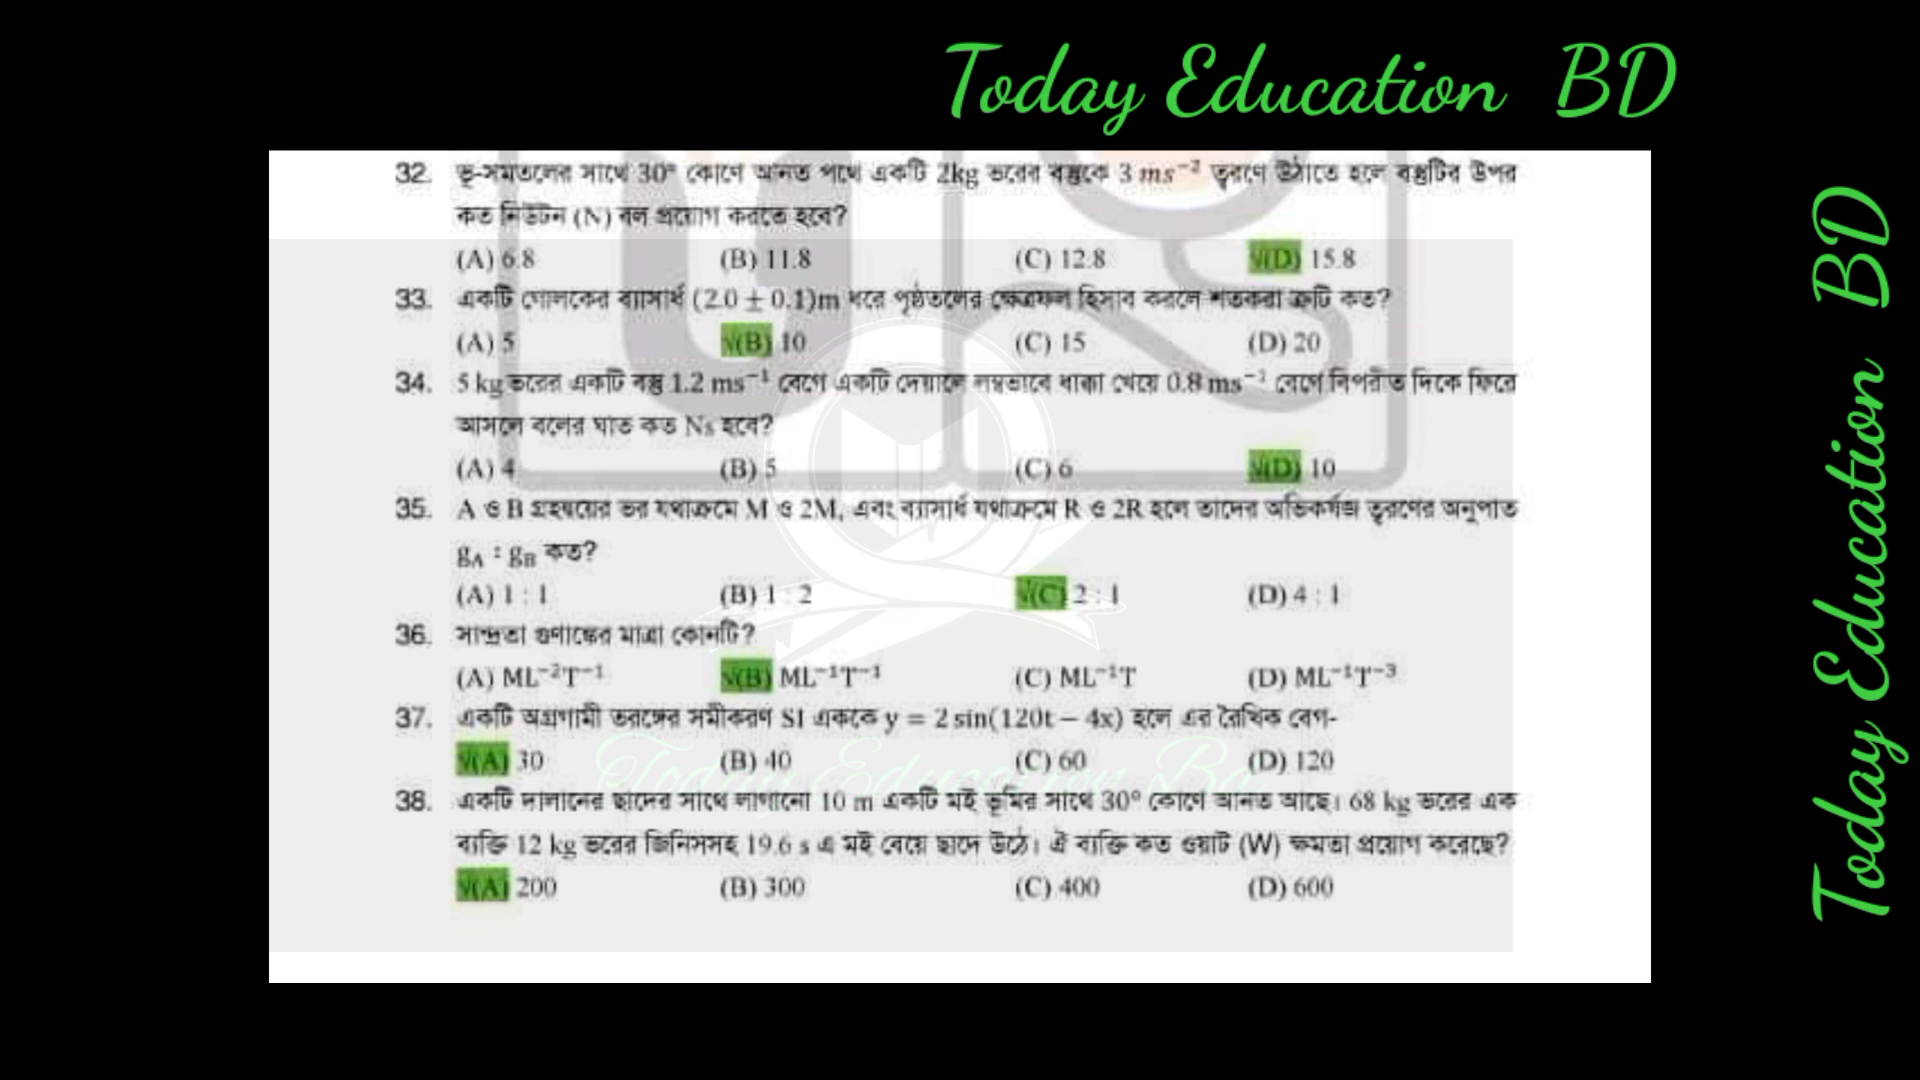 Today Education BD
32. ভূ-সমতলের সাথে 30° কোণে আনত পথে একটি 2kg ভরের বস্তুকে 3 ms⁻² ত্বরণে উঠাতে হলে বস্তুটির উপর
কত নিউটন (N) বল প্রয়োগ করতে হবে?
(A) 6.8 (B) 11.8 (C) 12.8 √(D) 15.8
33. একটি গোলকের ব্যাসার্ধ (2.0 ± 0.1)m ধরে পৃষ্ঠতলের ক্ষেত্রফল হিসাব করলে শতকরা ত্রুটি কত?
(A) 5 √(B) 10 (C) 15 (D) 20
34. 5 kg ভরের একটি বস্তু 1.2 ms⁻¹ বেগে একটি দেয়ালে লম্বভাবে ধাক্কা খেয়ে 0.8 ms⁻¹ বেগে বিপরীত দিকে ফিরে
আসলে বলের ঘাত কত Ns হবে?
(A) 4 (B) 5 (C) 6 √(D) 10
35. A ও B গ্রহদ্বয়ের ভর যথাক্রমে M ও 2M, এবং ব্যাসার্ধ যথাক্রমে R ও 2R হলে তাদের অভিকর্ষজ ত্বরণের অনুপাত
g_A : g_B কত?
(A) 1 : 1 (B) 1 : 2 √(C) 2 : 1 (D) 4 : 1
36. সান্দ্রতা গুণাঙ্কের মাত্রা কোনটি?
(A) ML⁻²T⁻¹ √(B) ML⁻¹T⁻¹ (C) ML⁻¹T (D) ML⁻¹T⁻³
37. একটি অগ্রগামী তরঙ্গের সমীকরণ SI এককে y = 2 sin(120t − 4x) হলে এর রৈখিক বেগ-
√(A) 30 (B) 40 (C) 60 (D) 120
Today Education Bd
38. একটি দালানের ছাদের সাথে লাগানো 10 m একটি মই ভূমির সাথে 30° কোণে আনত আছে। 68 kg ভরের এক
ব্যক্তি 12 kg ভরের জিনিসসহ 19.6 s এ মই বেয়ে ছাদে উঠে। ঐ ব্যক্তি কত ওয়াট (W) ক্ষমতা প্রয়োগ করেছে?
√(A) 200 (B) 300 (C) 400 (D) 600
Today Education BD